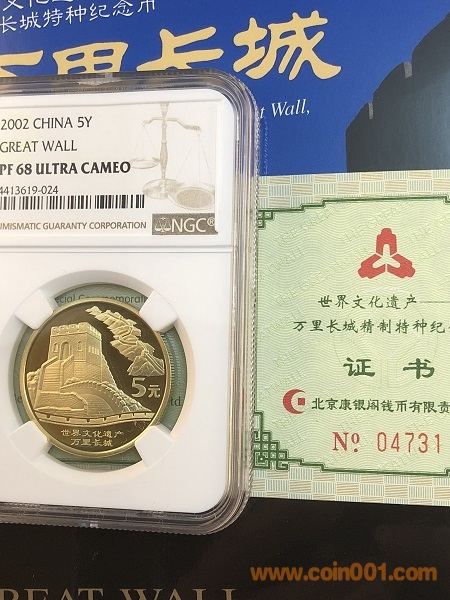 长城特种纪念币
万里长城
Great Wall,
2002 CHINA 5Y
GREAT WALL
PF 68 ULTRA CAMEO
4413619-024
NUMISMATIC GUARANTY CORPORATION
NGC
5元
世界文化遗产
万里长城
世界文化遗产
万里长城精制特种纪
证书
北京康银阁钱币有限责
№ 04731
GREAT WALL
www.coin001.com